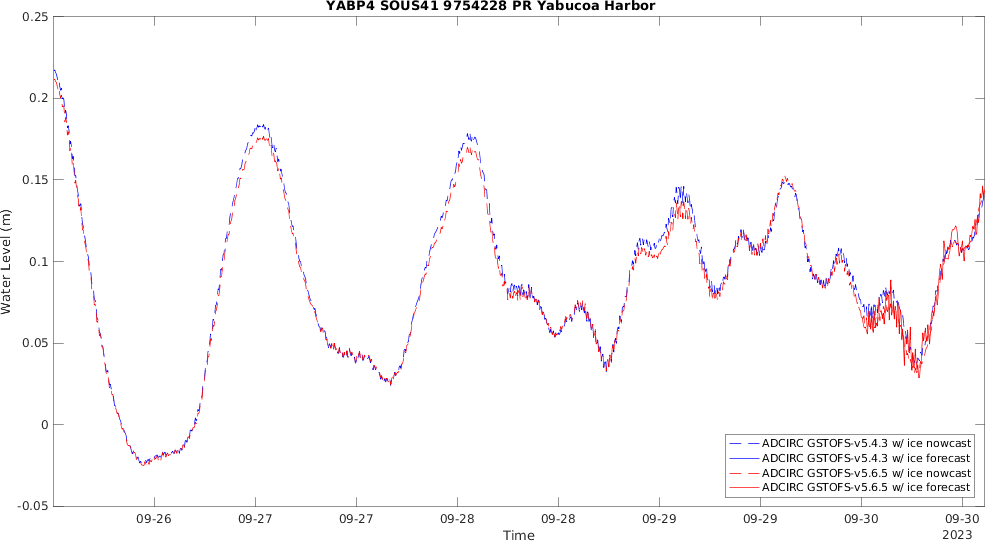 YABP4 SOUS41 9754228 PR Yabucoa Harbor
0.25
0.2
0.15
0.1
0.05
0
-0.05
Water Level (m)
ADCIRC GSTOFS-v5.4.3 w/ ice nowcast
ADCIRC GSTOFS-v5.4.3 w/ ice forecast
ADCIRC GSTOFS-v5.6.5 w/ ice nowcast
ADCIRC GSTOFS-v5.6.5 w/ ice forecast
09-26 09-27 09-27 09-28 09-28 09-29 09-29 09-30 09-30
Time 2023